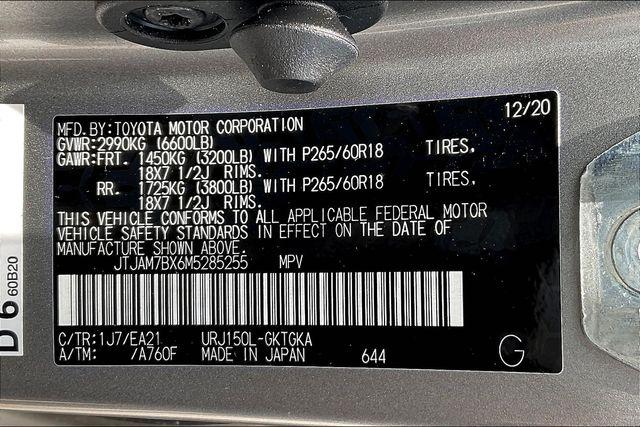 12/20
MFD. BY: TOYOTA MOTOR CORPORATION
GVWR: 2990KG (6600LB)
GAWR: FRT. 1450KG (3200LB) WITH P265/60R18 TIRES.
18X7 1/2J RIMS.
RR. 1725KG (3800LB) WITH P265/60R18 TIRES.
18X7 1/2J RIMS.
THIS VEHICLE CONFORMS TO ALL APPLICABLE FEDERAL MOTOR
VEHICLE SAFETY STANDARDS IN EFFECT ON THE DATE OF
MANUFACTURE SHOWN ABOVE.
JTJAM7BX6M5285255 MPV
C/TR: 1J7/EA21 URJ150L-GKTGKA
A/TM: /A760F MADE IN JAPAN 644 G
D 6
60B20